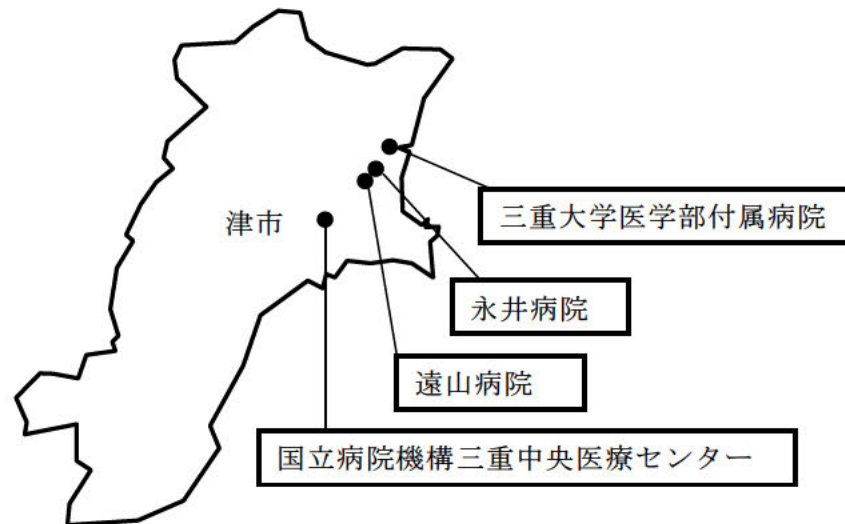 三重大学医学部付属病院
津市
永井病院
遠山病院
国立病院機構三重中央医療センター